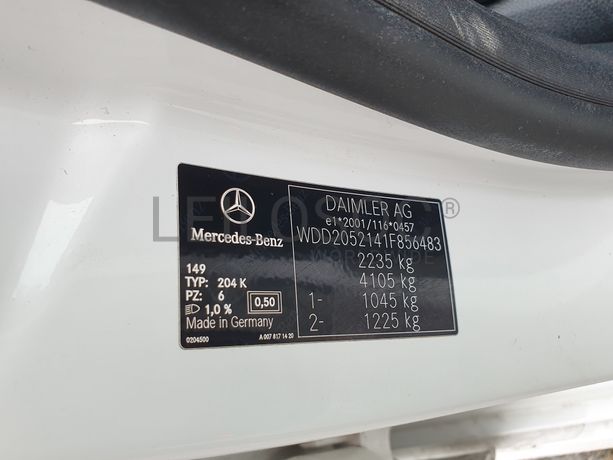 Mercedes-Benz
149
TYP: 204 K
PZ: 6
1,0 %
0,50
Made in Germany
0204500
A 007 817 14 20
DAIMLER AG
e1*2001/116*0457
WDD2052141F856483
2235 kg
4105 kg
1- 1045 kg
2- 1225 kg